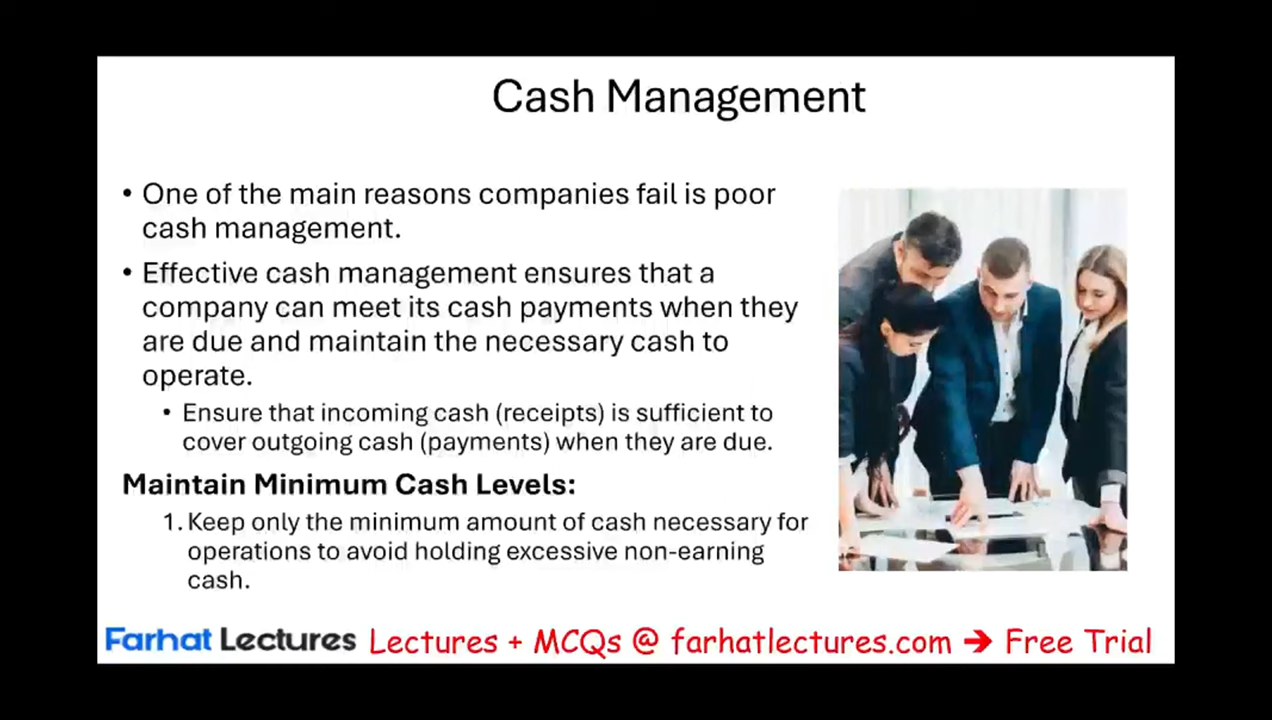 Cash Management
• One of the main reasons companies fail is poor
cash management.
• Effective cash management ensures that a
company can meet its cash payments when they
are due and maintain the necessary cash to
operate.
• Ensure that incoming cash (receipts) is sufficient to
cover outgoing cash (payments) when they are due.
Maintain Minimum Cash Levels:
1. Keep only the minimum amount of cash necessary for
operations to avoid holding excessive non-earning
cash.
Farhat Lectures Lectures + MCQs @ farhatlectures.com → Free Trial